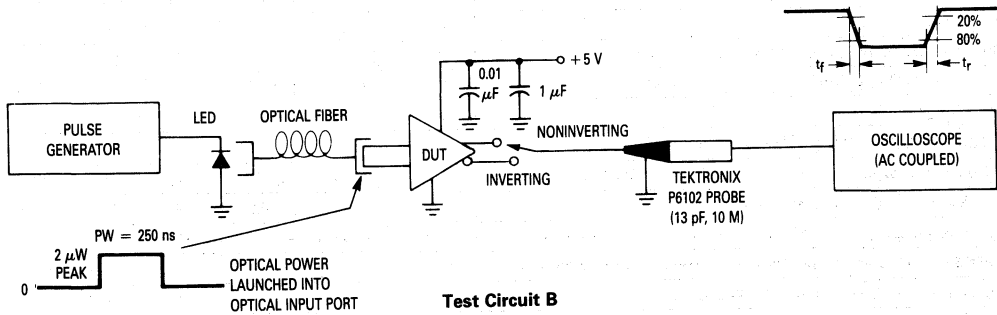 20%
80%
tf
tr
+5 V
0.01
μF
1 μF
LED
OPTICAL FIBER
PULSE
GENERATOR
DUT
NONINVERTING
INVERTING
OSCILLOSCOPE
(AC COUPLED)
TEKTRONIX
P6102 PROBE
(13 pF, 10 M)
PW = 250 ns
2 μW
PEAK
0
OPTICAL POWER
LAUNCHED INTO
OPTICAL INPUT PORT
Test Circuit B